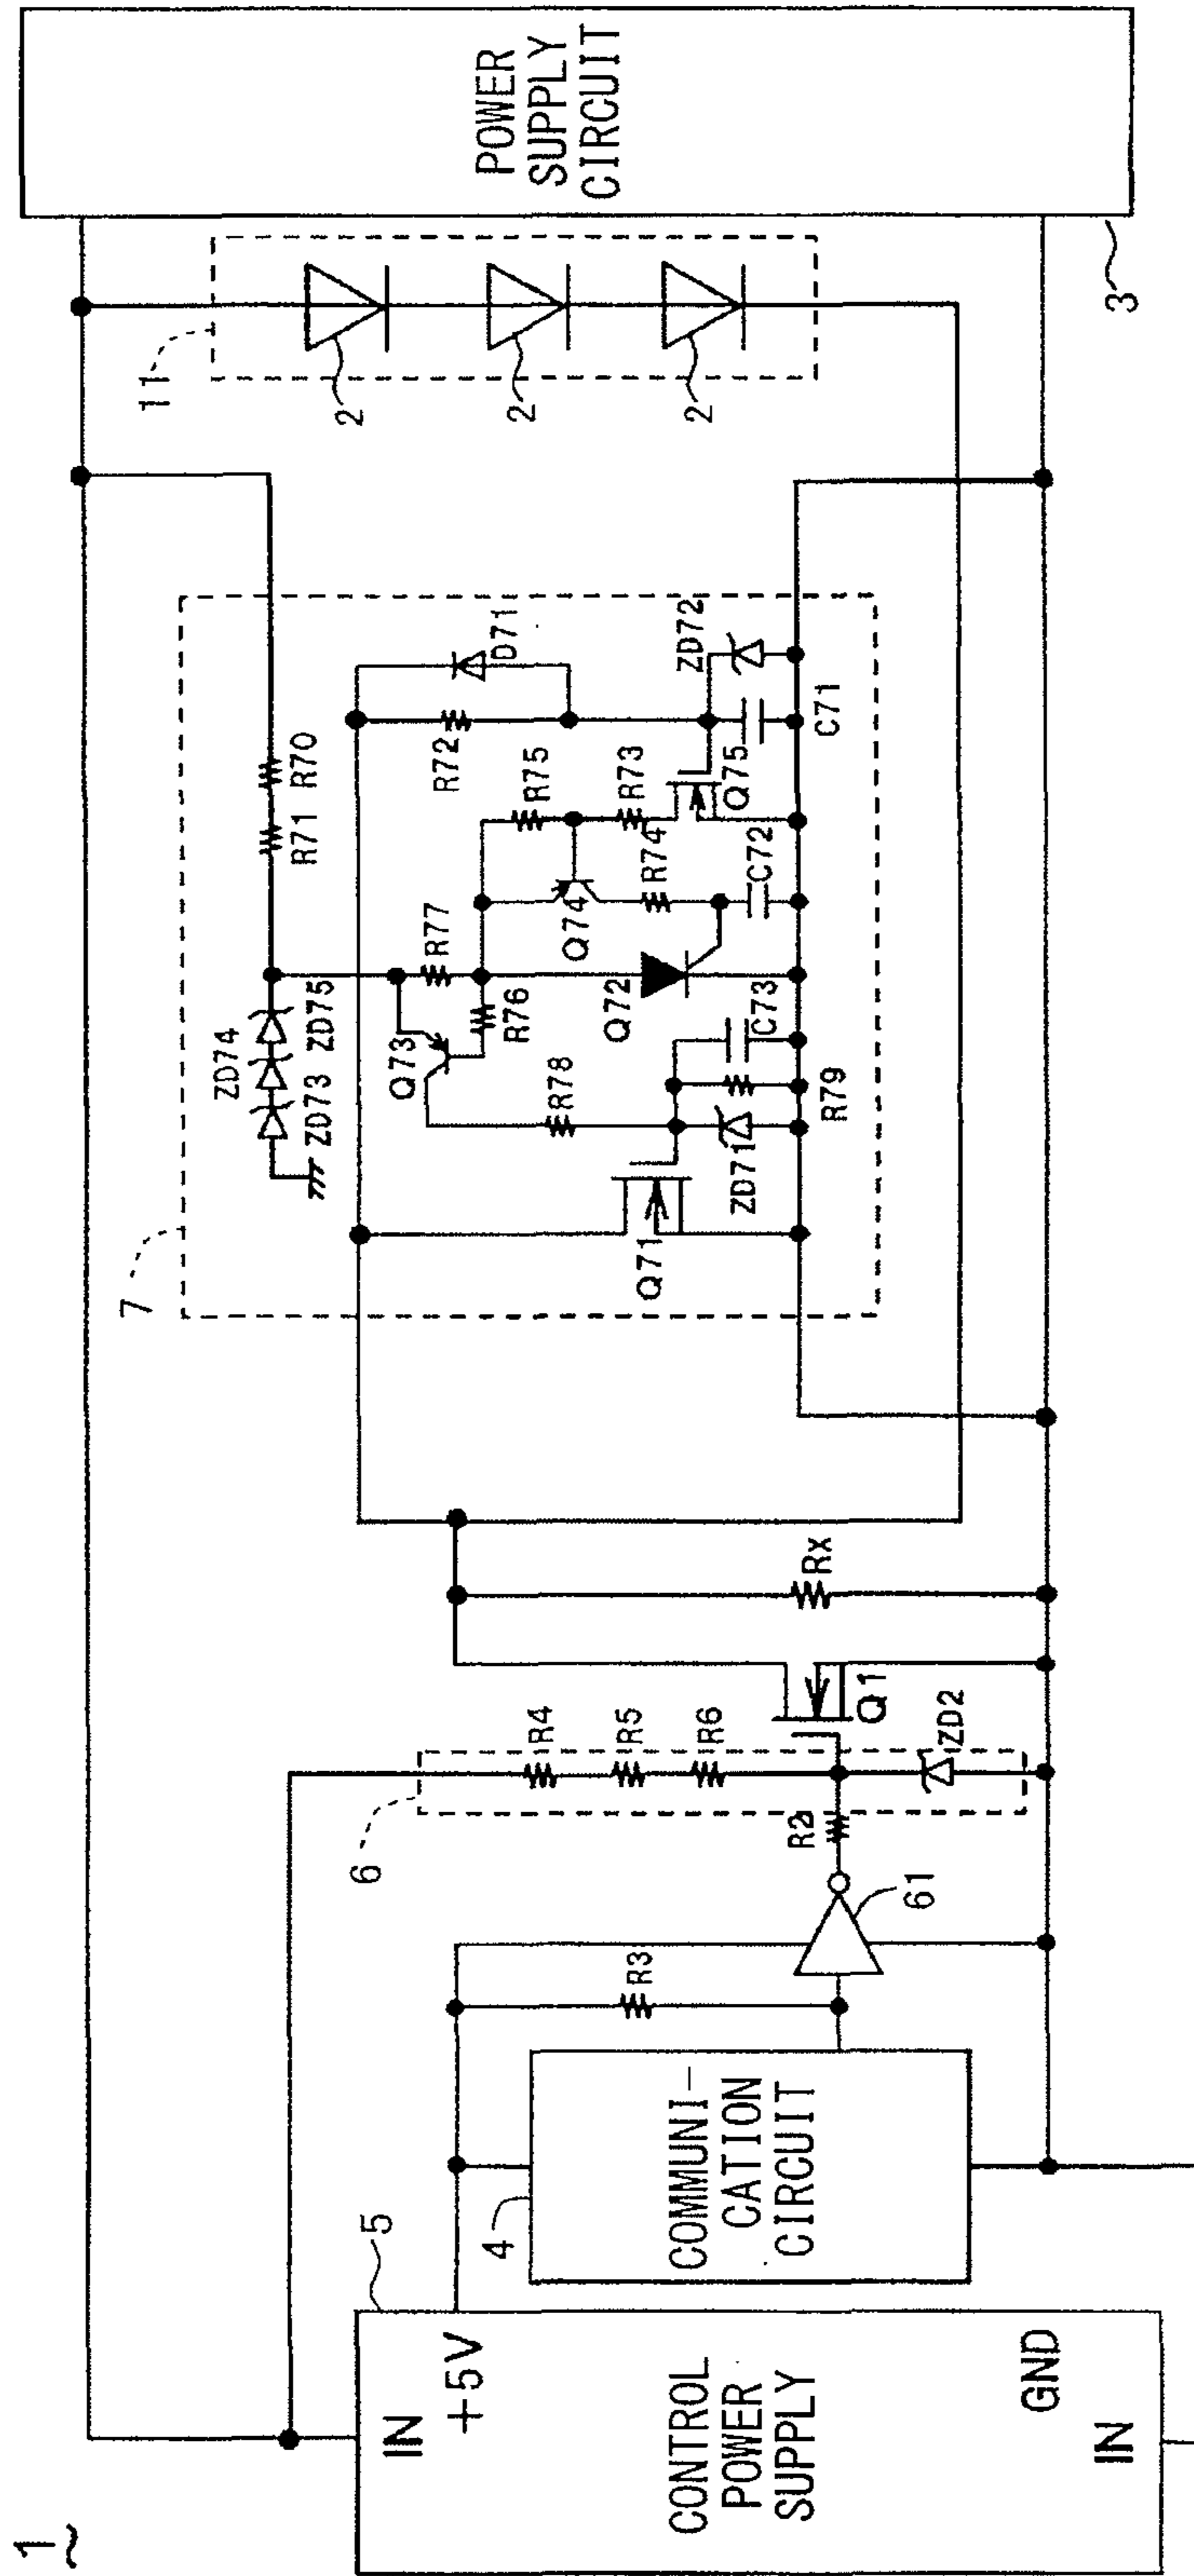 1
POWER
SUPPLY
CIRCUIT
3
11
2
2
2
7
ZD74
ZD73 ZD75
R71 R70
Q73
R77
R76
R78
Q71
ZD71
R79
C73
Q72
Q74
R74
C72
R75
R73
Q75
R72
D71
ZD72
C71
Rx
Q1
R4
R5
R6
ZD2
6
R2
61
R3
COMMUNI-
CATION
CIRCUIT
4
5
IN
+5V
CONTROL
POWER
SUPPLY
GND
IN